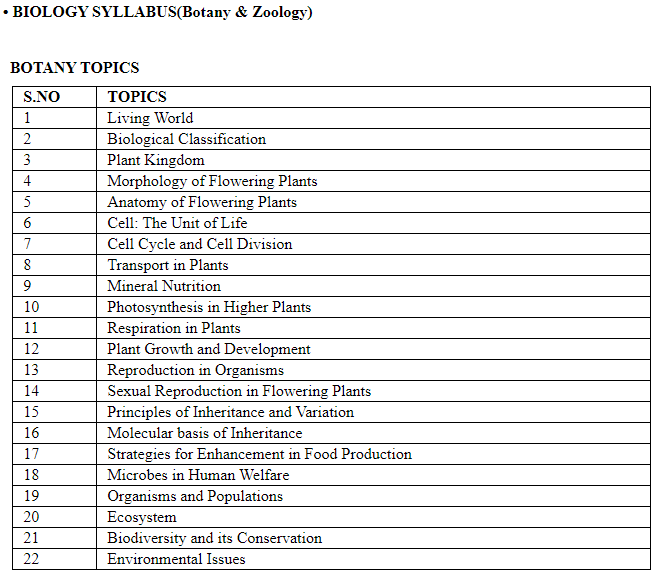 • BIOLOGY SYLLABUS(Botany & Zoology)
BOTANY TOPICS
S.NO TOPICS
1 Living World
2 Biological Classification
3 Plant Kingdom
4 Morphology of Flowering Plants
5 Anatomy of Flowering Plants
6 Cell: The Unit of Life
7 Cell Cycle and Cell Division
8 Transport in Plants
9 Mineral Nutrition
10 Photosynthesis in Higher Plants
11 Respiration in Plants
12 Plant Growth and Development
13 Reproduction in Organisms
14 Sexual Reproduction in Flowering Plants
15 Principles of Inheritance and Variation
16 Molecular basis of Inheritance
17 Strategies for Enhancement in Food Production
18 Microbes in Human Welfare
19 Organisms and Populations
20 Ecosystem
21 Biodiversity and its Conservation
22 Environmental Issues